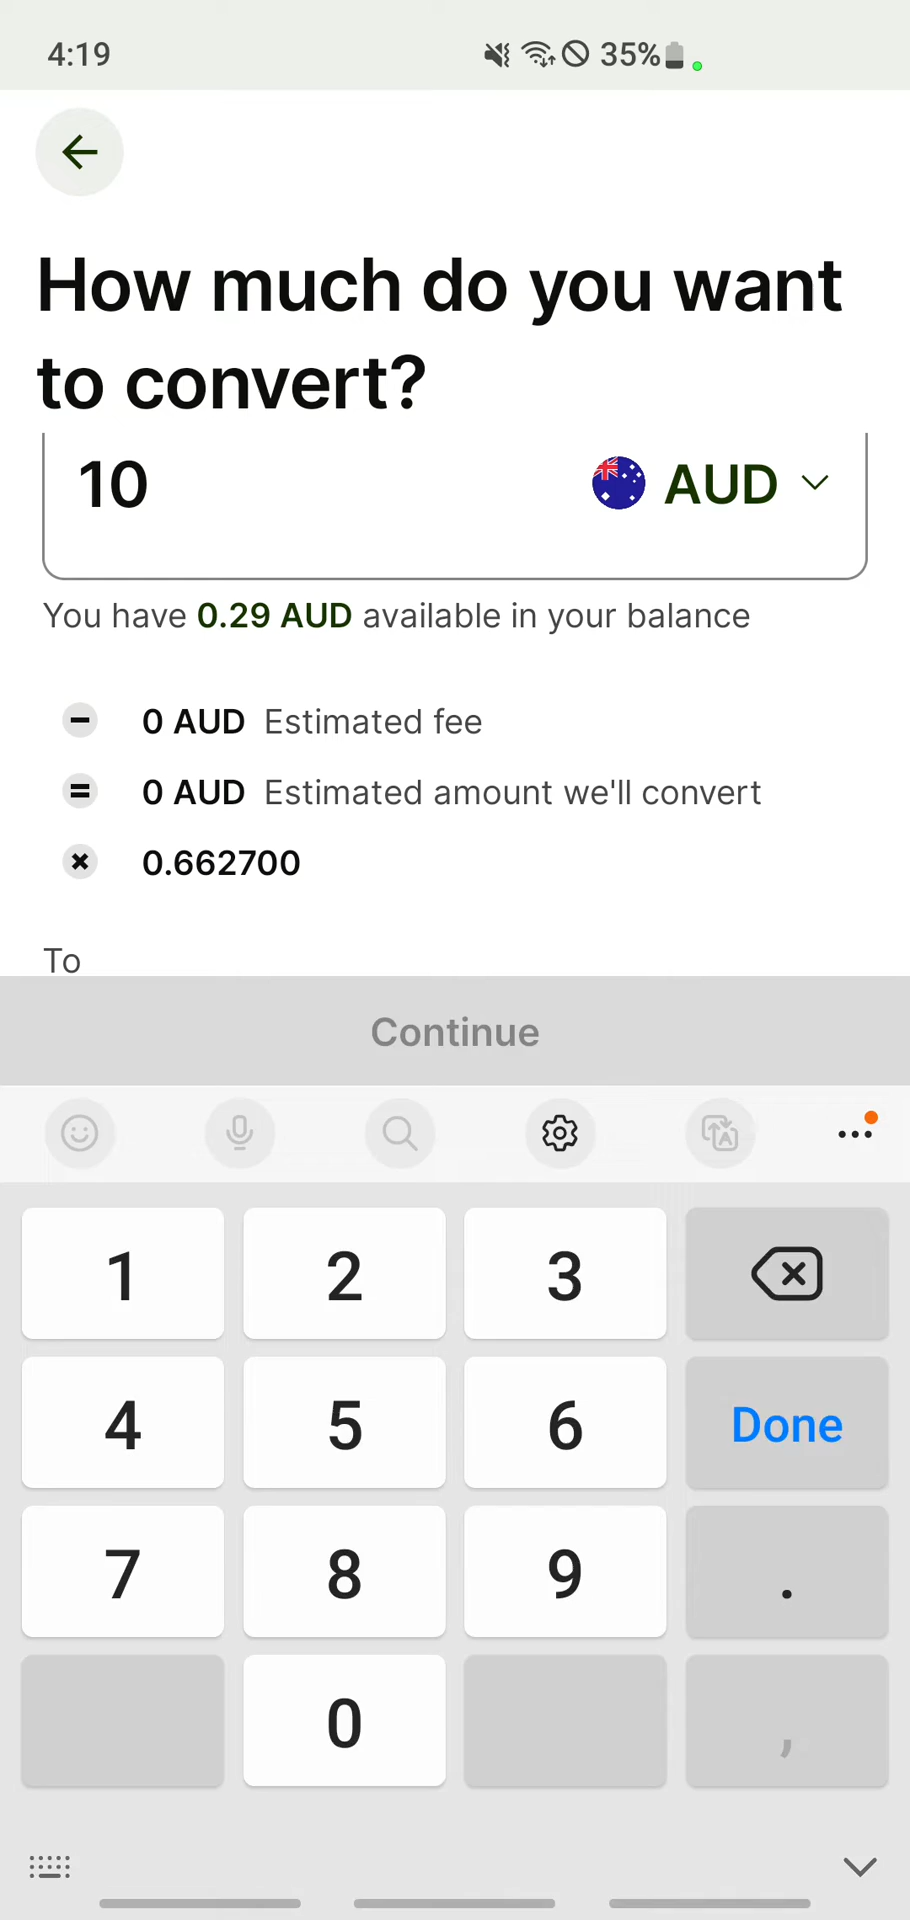 4:19
35%
How much do you want
to convert?
10
AUD
You have 0.29 AUD available in your balance
0 AUD Estimated fee
0 AUD Estimated amount we'll convert
0.662700
To
Continue
1 2 3
4 5 6 Done
7 8 9 .
0 ,